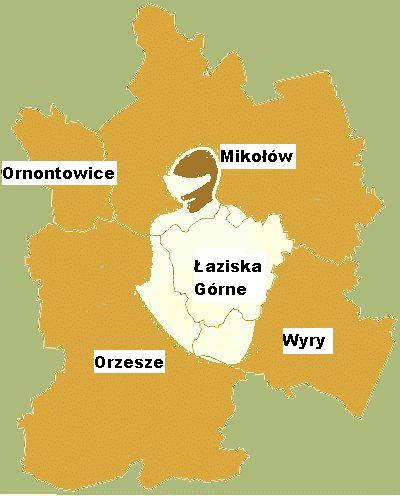 Mikołów
Ornontowice
Łaziska
Górne
Wyry
Orzesze